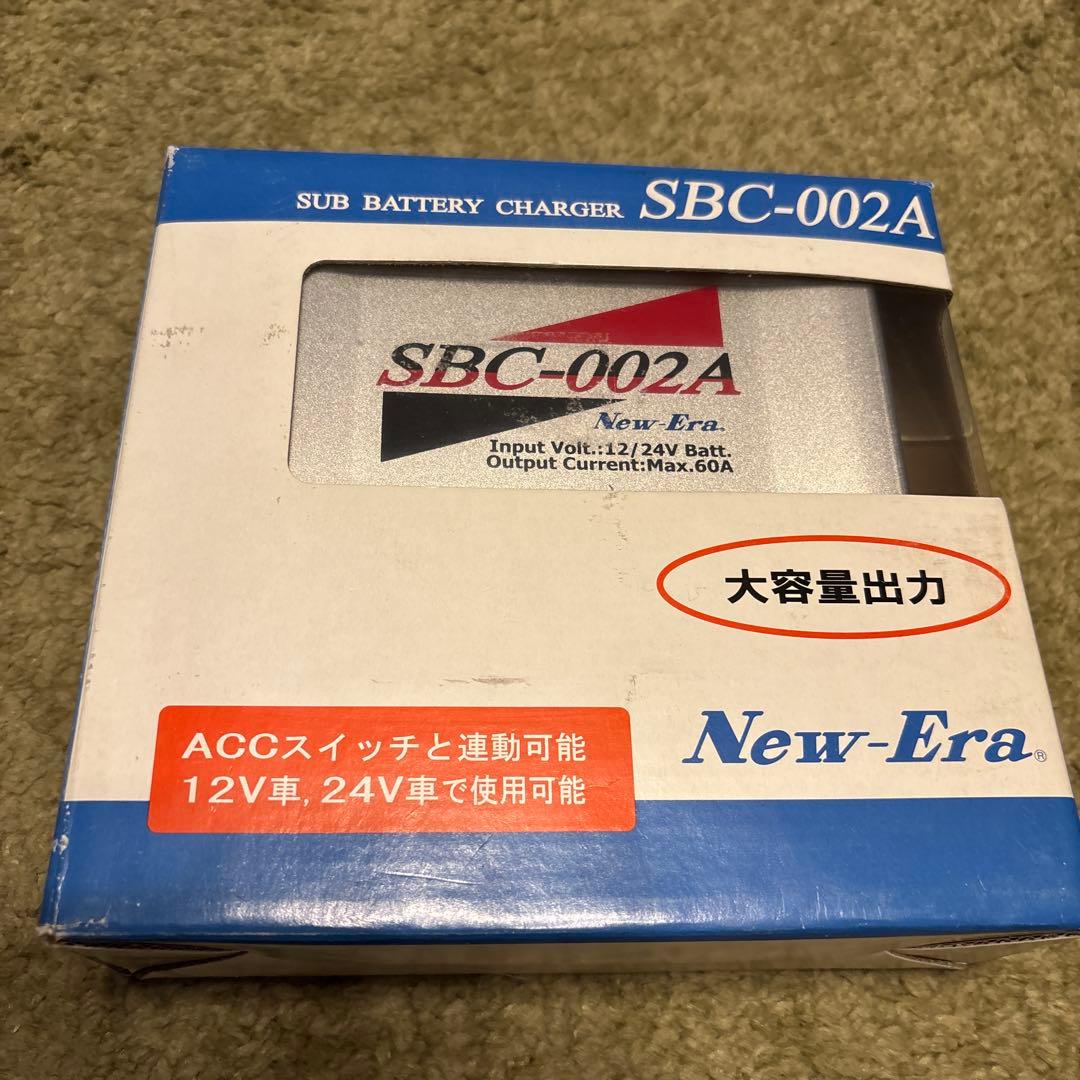 SUB BATTERY CHARGER SBC-002A
SBC-002A
New-Era.
Input Volt.:12/24V Batt.
Output Current:Max.60A
大容量出力
New-Era®
ACCスイッチと連動可能
12V車, 24V車で使用可能